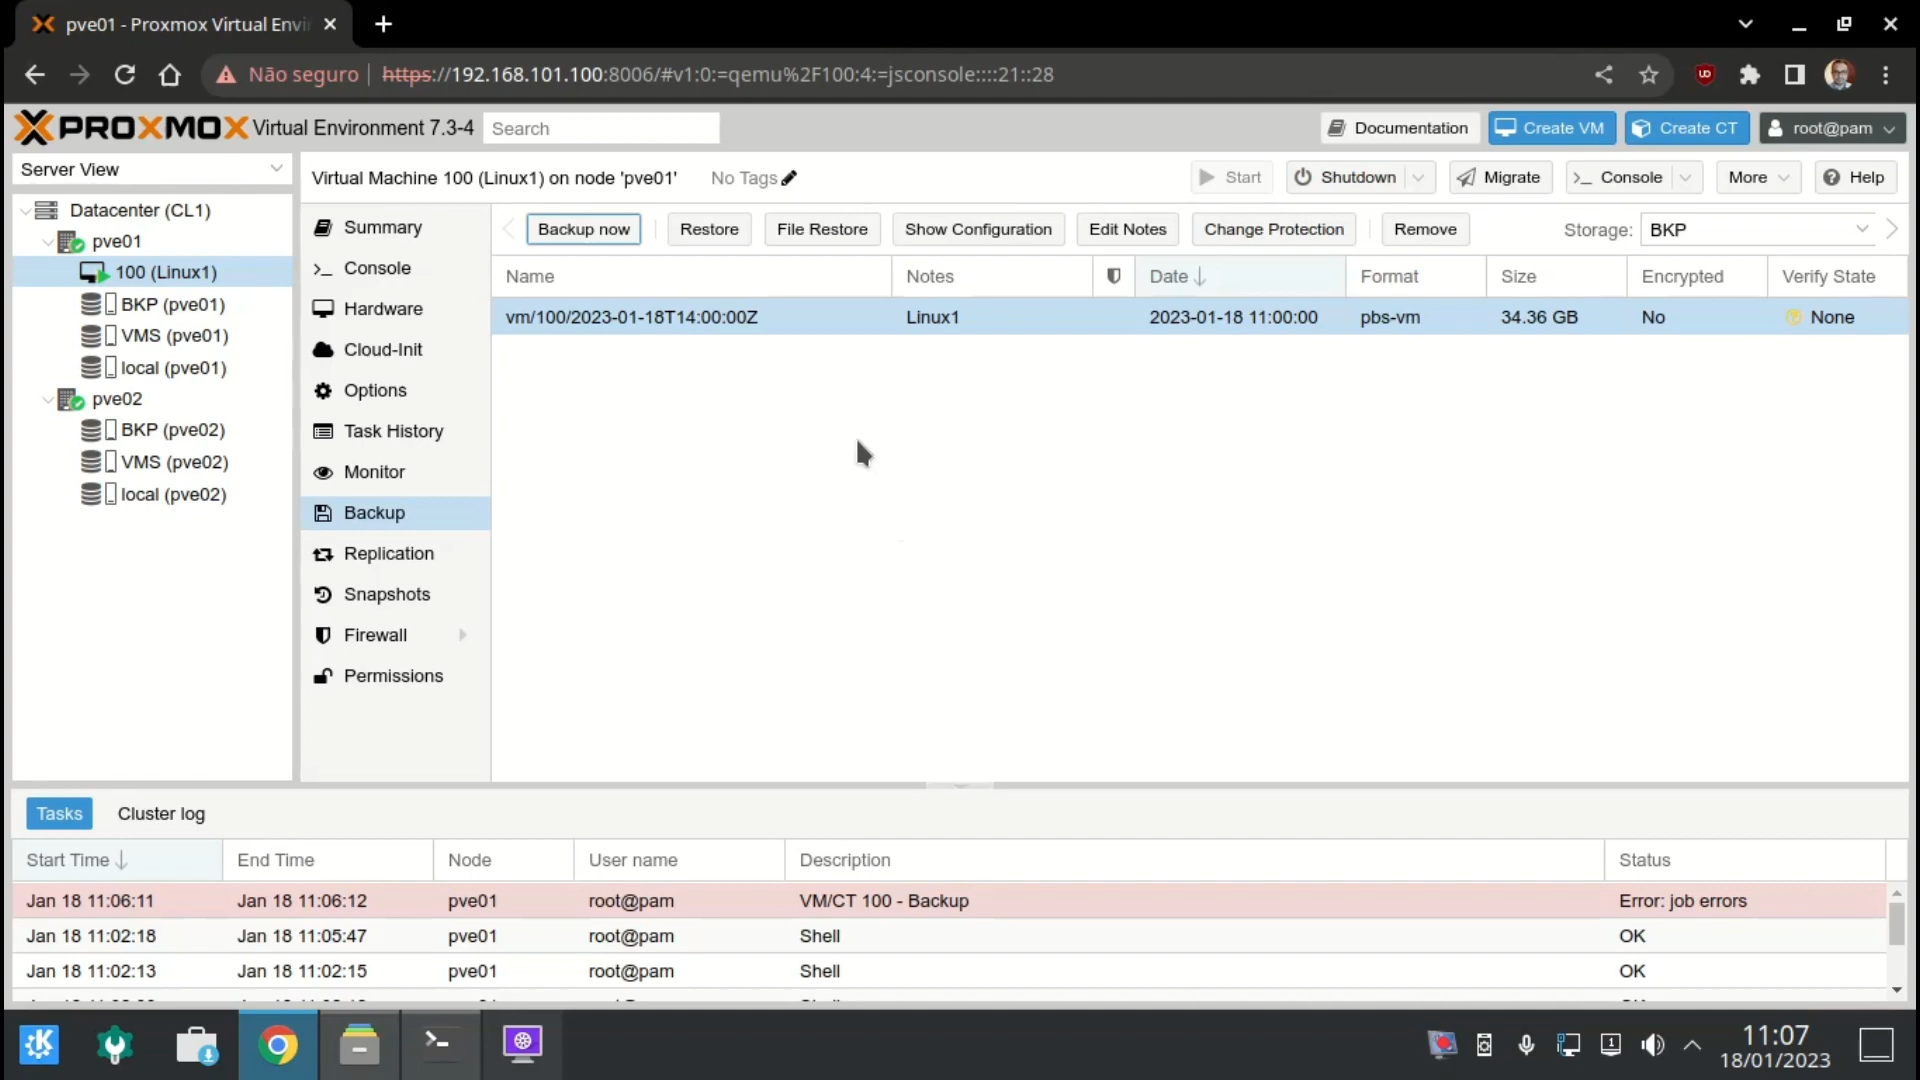 pve01 - Proxmox Virtual Envi
Não seguro
https://192.168.101.100:8006/#v1:0:=qemu%2F100:4:=jsconsole::::21::28
PROXMOX Virtual Environment 7.3-4
Search
Documentation
Create VM
Create CT
root@pam
Server View
Virtual Machine 100 (Linux1) on node 'pve01'
No Tags
Start
Shutdown
Migrate
Console
More
Help
Datacenter (CL1)
pve01
100 (Linux1)
BKP (pve01)
VMS (pve01)
local (pve01)
pve02
BKP (pve02)
VMS (pve02)
local (pve02)
Summary
Console
Hardware
Cloud-Init
Options
Task History
Monitor
Backup
Replication
Snapshots
Firewall
Permissions
Backup now
Restore
File Restore
Show Configuration
Edit Notes
Change Protection
Remove
Storage: BKP
Name Notes Date Format Size Encrypted Verify State
vm/100/2023-01-18T14:00:00Z Linux1 2023-01-18 11:00:00 pbs-vm 34.36 GB No None
Tasks
Cluster log
Start Time End Time Node User name Description Status
Jan 18 11:06:11 Jan 18 11:06:12 pve01 root@pam VM/CT 100 - Backup Error: job errors
Jan 18 11:02:18 Jan 18 11:05:47 pve01 root@pam Shell OK
Jan 18 11:02:13 Jan 18 11:02:15 pve01 root@pam Shell OK
11:07
18/01/2023